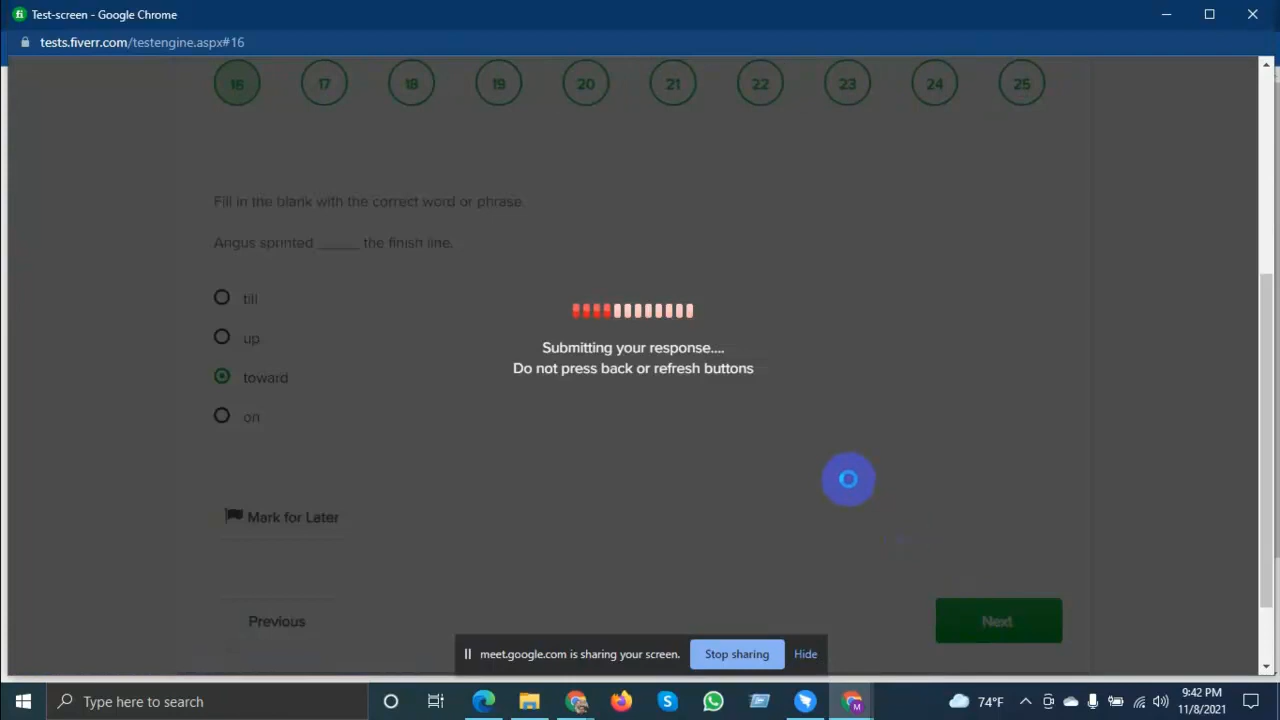 Test-screen - Google Chrome
tests.fiverr.com/testengine.aspx#16
16 17 18 19 20 21 22 23 24 25
Fill in the blank with the correct word or phrase.
Angus sprinted _____ the finish line.
till
up
toward
on
Submitting your response....
Do not press back or refresh buttons
Mark for Later
Previous
Next
meet.google.com is sharing your screen. Stop sharing Hide
Type here to search
74°F
9:42 PM
11/8/2021